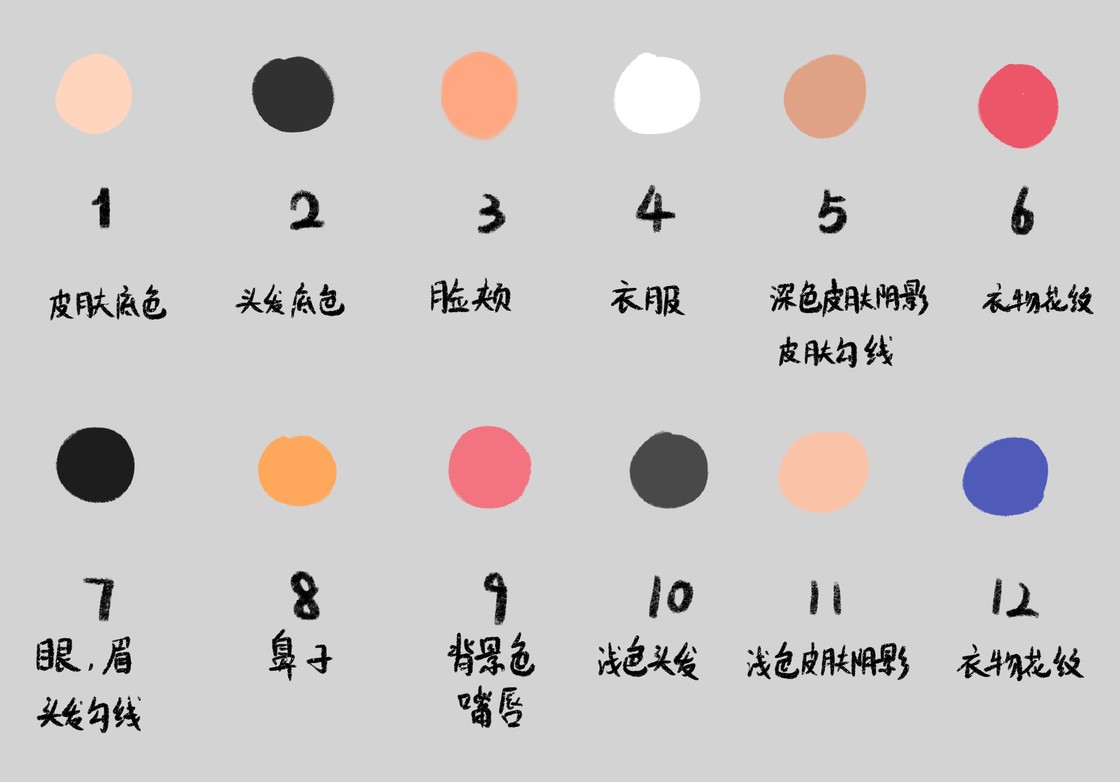 1 2 3 4 5 6
皮肤底色 头发底色 脸颊 衣服 深色皮肤阴影 衣物花纹
皮肤勾线
7 8 9 10 11 12
眼,眉 鼻子 背景色 浅色头发 浅色皮肤阴影 衣物花纹
头发勾线 嘴唇